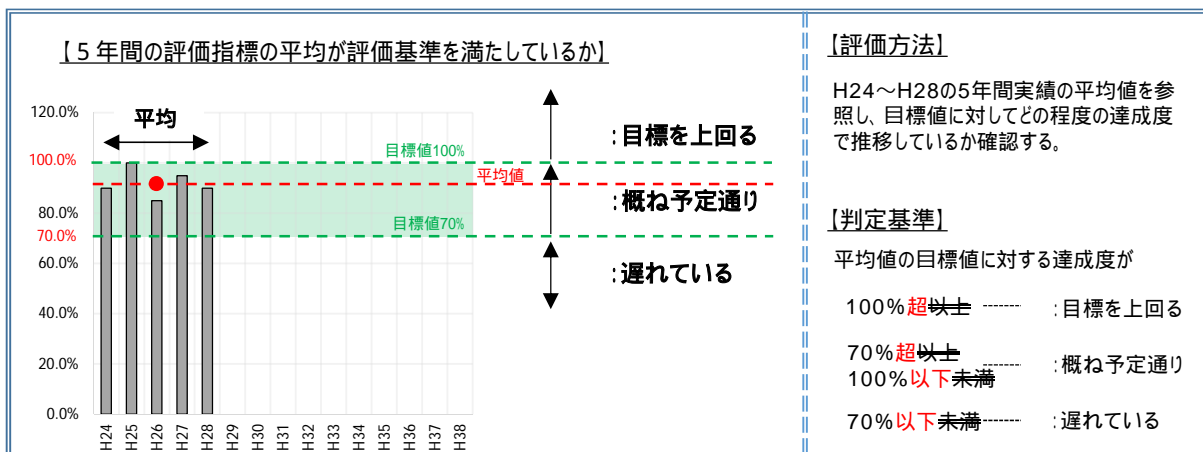 【5年間の評価指標の平均が評価基準を満たしているか】
120.0%
100.0%
80.0%
70.0%
60.0%
40.0%
20.0%
0.0%
平均
目標値100%
平均値
目標値70%
H24
H25
H26
H27
H28
H29
H30
H31
H32
H33
H34
H35
H36
H37
H38
:目標を上回る
:概ね予定通り
:遅れている
【評価方法】
H24～H28の5年間実績の平均値を参
照し、目標値に対してどの程度の達成度
で推移しているか確認する。
【判定基準】
平均値の目標値に対する達成度が
100%超以上 ------ :目標を上回る
70%超以上
100%以下未満 ------ :概ね予定通り
70%以下未満 ------ :遅れている